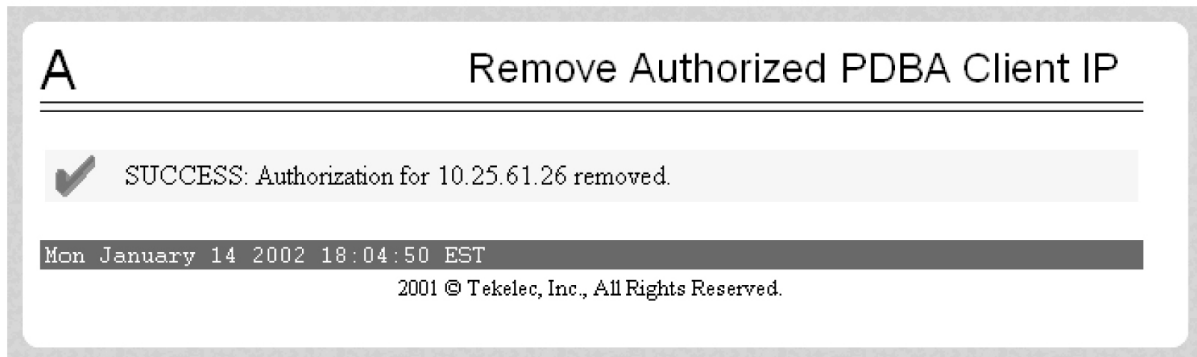 A
Remove Authorized PDBA Client IP
SUCCESS: Authorization for 10.25.61.26 removed.
Mon January 14 2002 18:04:50 EST
2001 © Tekelec, Inc., All Rights Reserved.